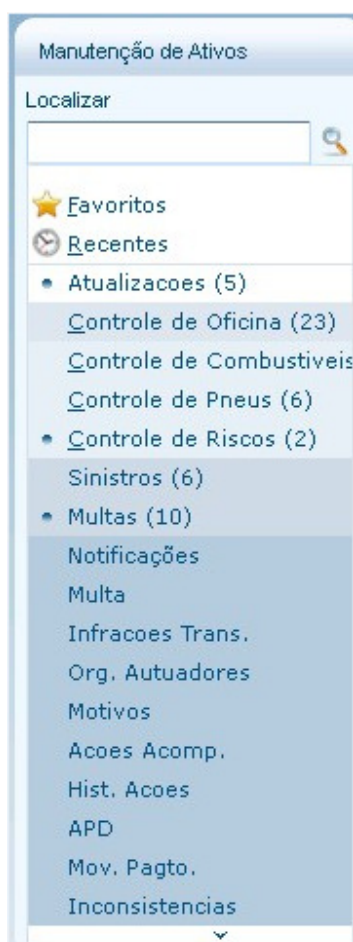 Manutenção de Ativos
Localizar
Favoritos
Recentes
Atualizacoes (5)
Controle de Oficina (23)
Controle de Combustiveis
Controle de Pneus (6)
Controle de Riscos (2)
Sinistros (6)
Multas (10)
Notificações
Multa
Infracoes Trans.
Org. Autuadores
Motivos
Acoes Acomp.
Hist. Acoes
APD
Mov. Pagto.
Inconsistencias